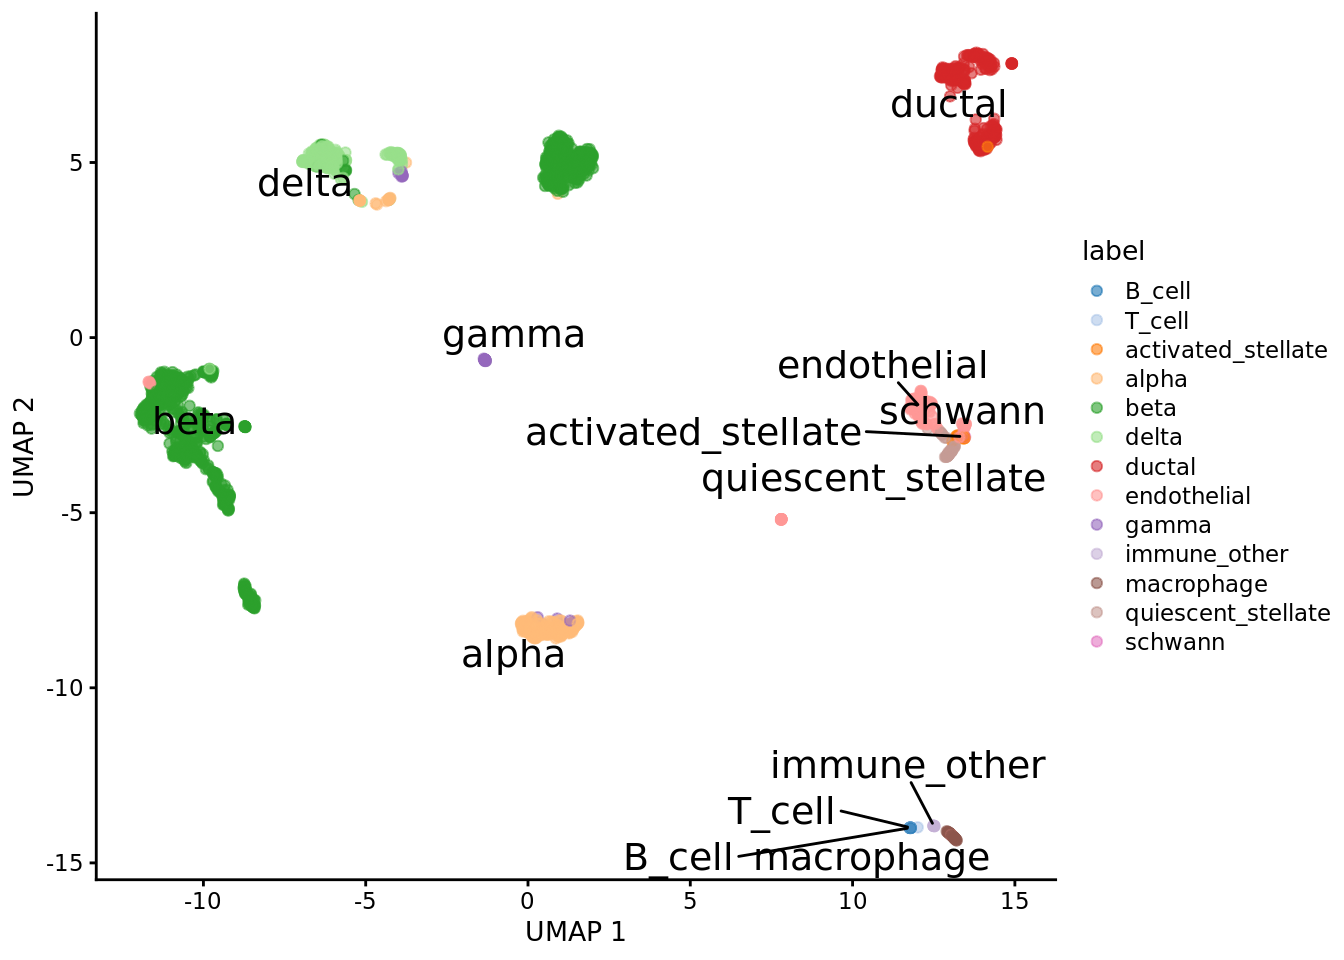 ductal
5
delta
label
B_cell
T_cell
activated_stellate
alpha
beta
delta
ductal
endothelial
gamma
immune_other
macrophage
quiescent_stellate
schwann
0
gamma
endothelial
schwann
beta
activated_stellate
UMAP 2
quiescent_stellate
-5
alpha
-10
immune_other
T_cell
B_cell
macrophage
-15
-10 -5 0 5 10 15
UMAP 1